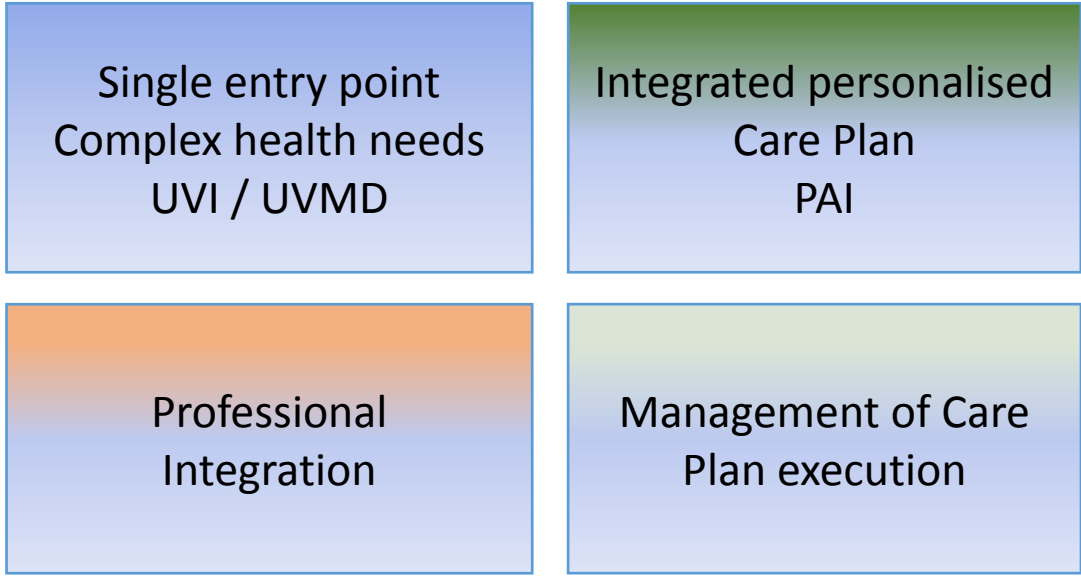 Single entry point
Complex health needs
UVI / UVMD
Integrated personalised
Care Plan
PAI
Professional
Integration
Management of Care
Plan execution